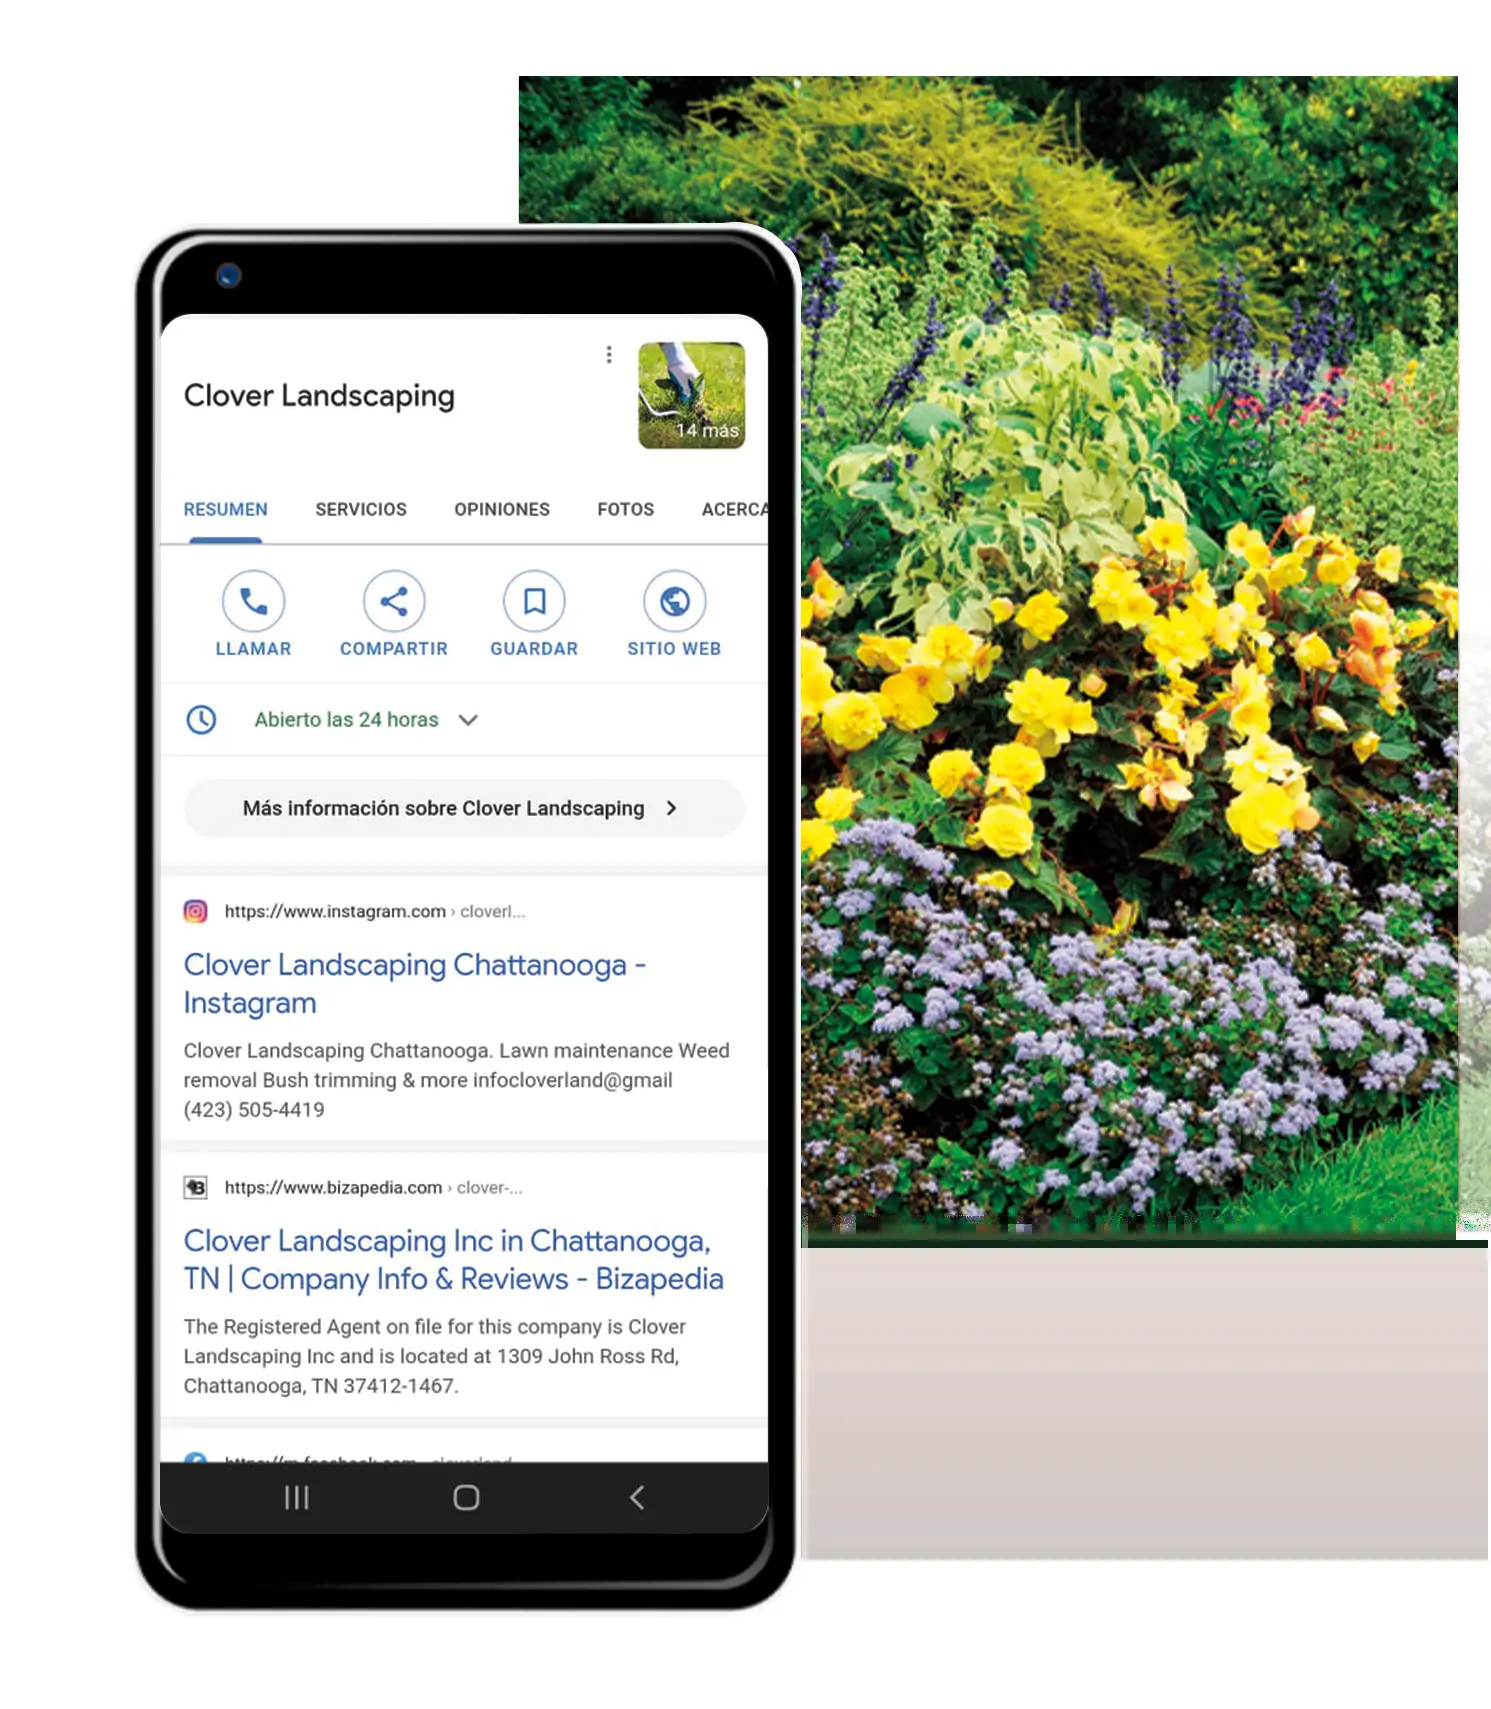 Clover Landscaping
14 más
RESUMEN SERVICIOS OPINIONES FOTOS ACERCA
LLAMAR COMPARTIR GUARDAR SITIO WEB
Abierto las 24 horas
Más información sobre Clover Landscaping
https://www.instagram.com › cloverl...
Clover Landscaping Chattanooga -
Instagram
Clover Landscaping Chattanooga. Lawn maintenance Weed
removal Bush trimming & more infocloverland@gmail
(423) 505-4419
https://www.bizapedia.com › clover-...
Clover Landscaping Inc in Chattanooga,
TN | Company Info & Reviews - Bizapedia
The Registered Agent on file for this company is Clover
Landscaping Inc and is located at 1309 John Ross Rd,
Chattanooga, TN 37412-1467.